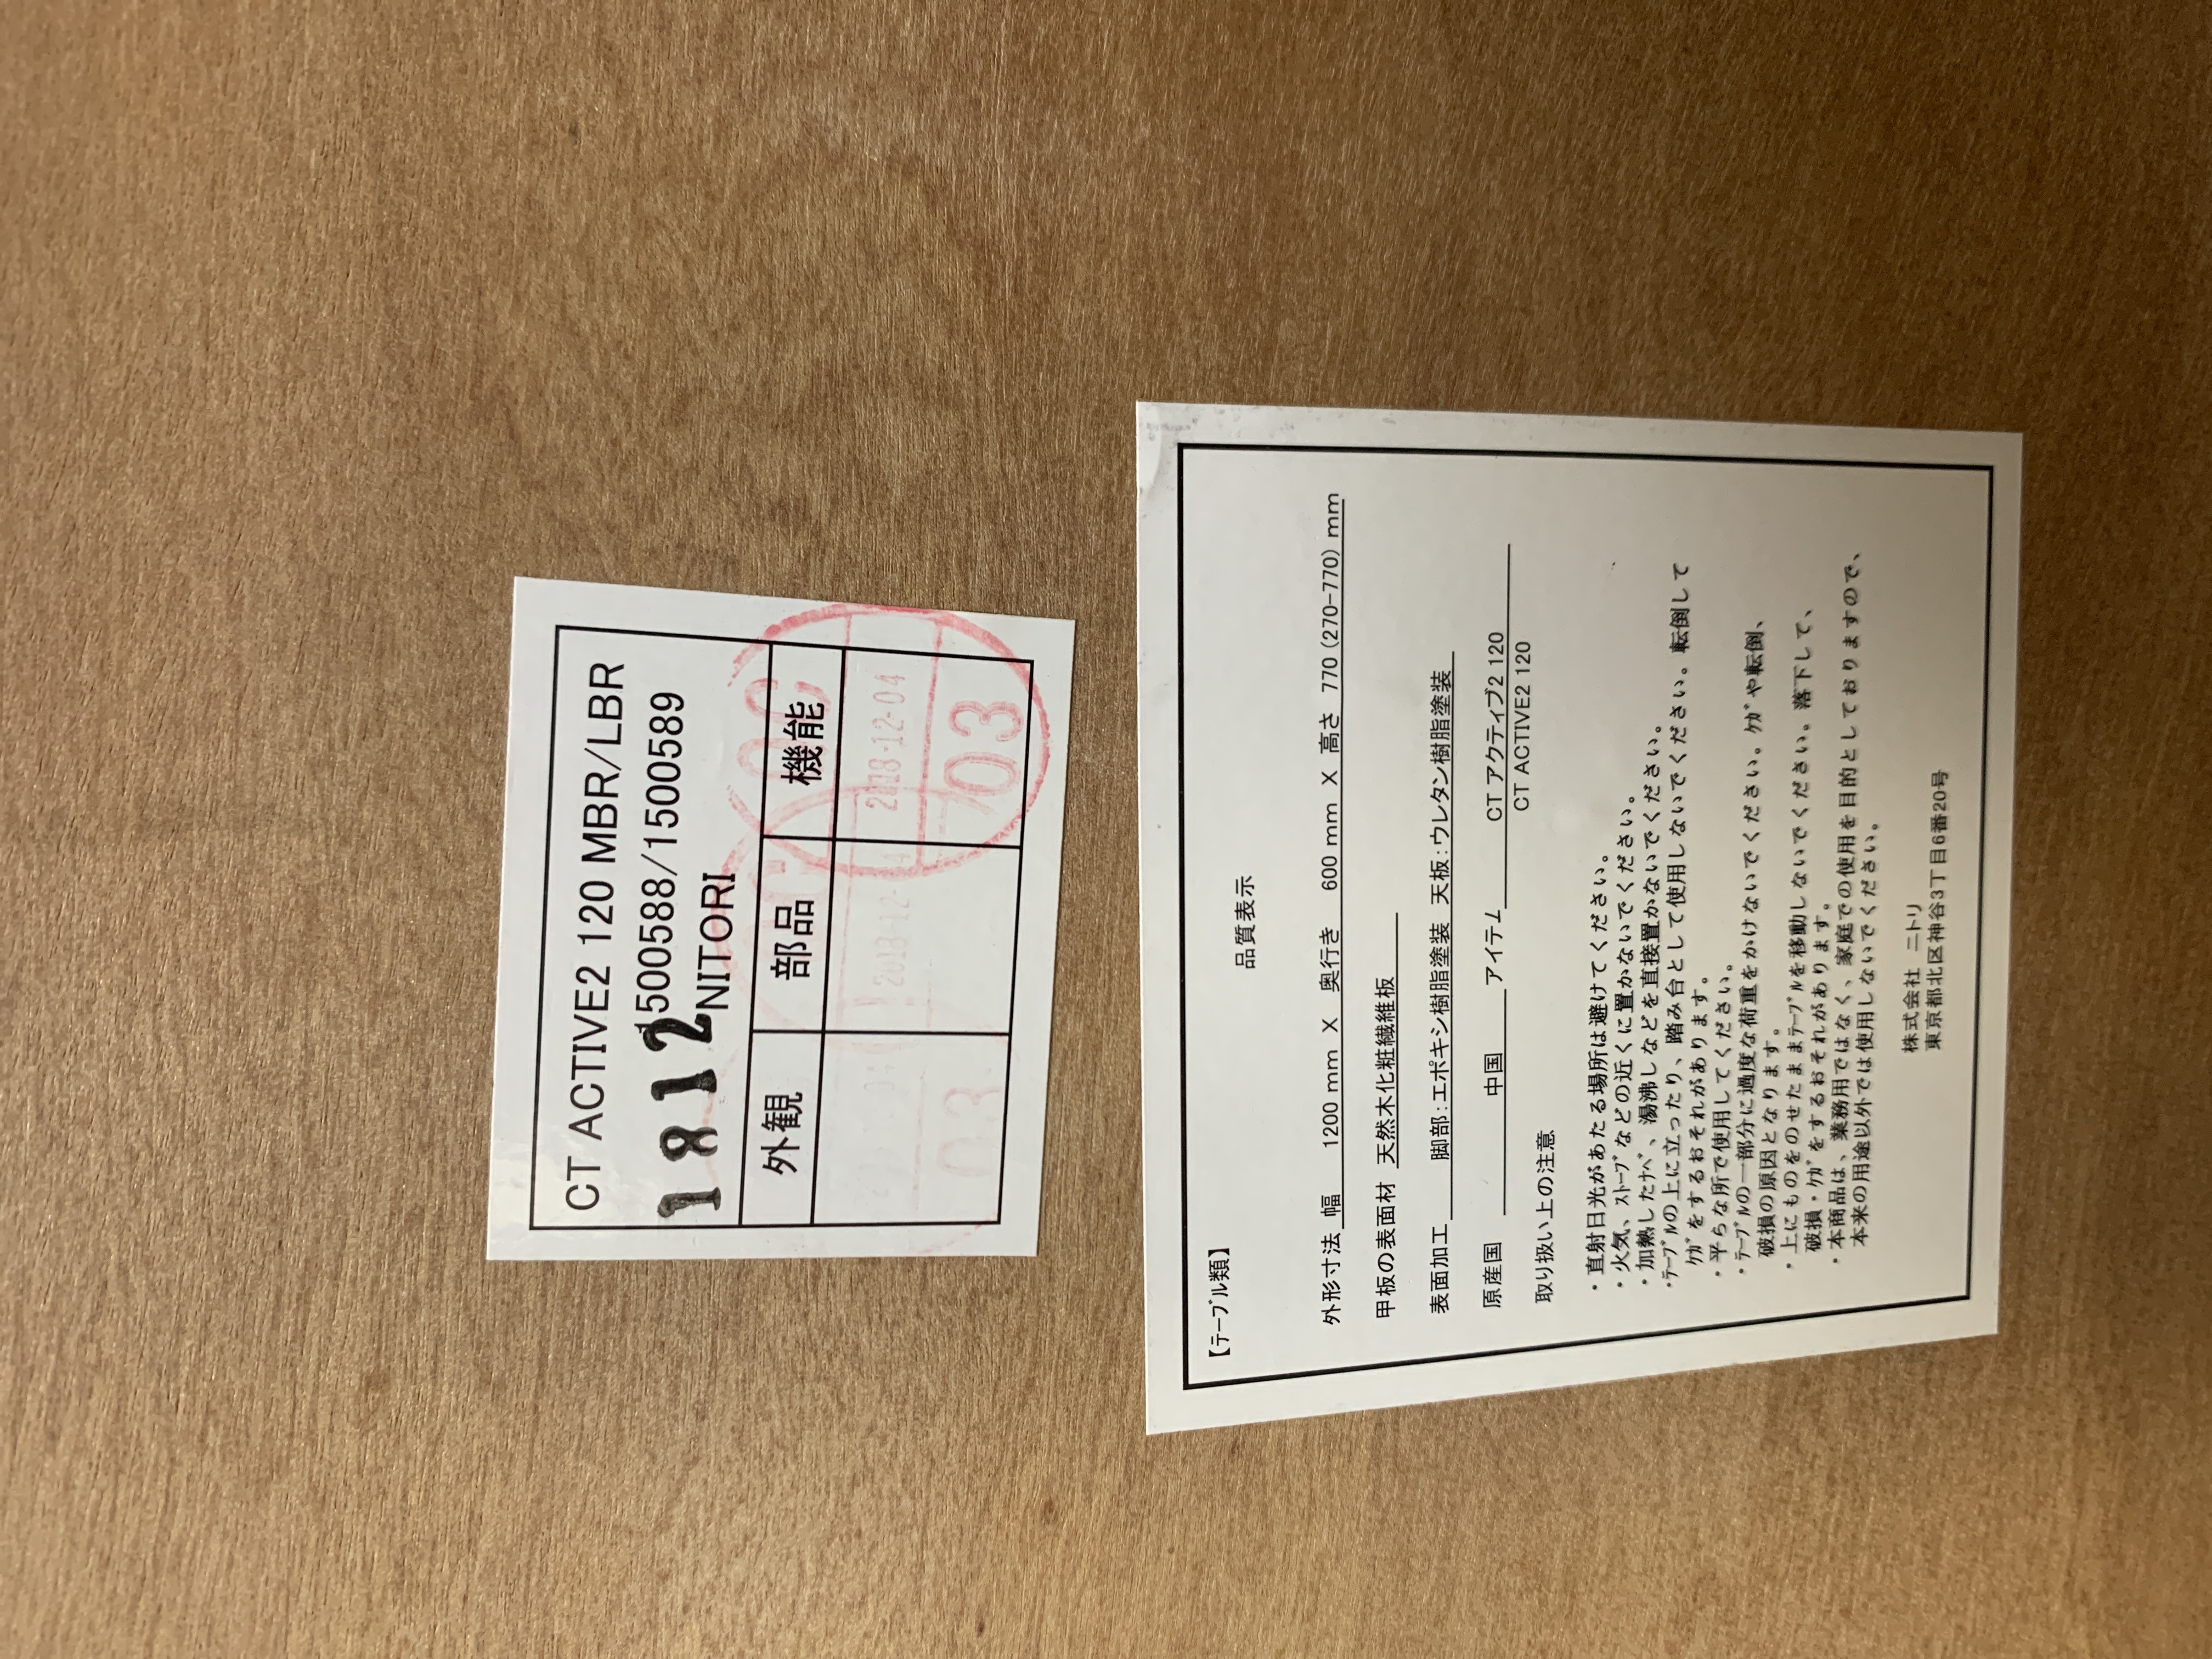 CT ACTIVE2 120 MBR/LBR
1500588/1500589
1812 NITORI
外観 部品 機能
2018-12-04
703
【ﾃｰﾌﾞﾙ類】
品質表示
外形寸法 幅 1200 mm X 奥行き 600 mm X 高さ 770 (270-770) mm
甲板の表面材 天然木化粧繊維板
表面加工 脚部：エポキシ樹脂塗装 天板：ウレタン樹脂塗装
原産国 中国 アイテム CT アクティブ2 120
CT ACTIVE2 120
取り扱い上の注意
・直射日光があたる場所は避けてください。
・火気、ｽﾄｰﾌﾞなどの近くに置かないでください。
・加熱したﾅﾍﾞ、湯沸しなどを直接置かないでください。
・ﾃｰﾌﾞﾙの上に立ったり、踏み台として使用しないでください。転倒して
ｹｶﾞをするおそれがあります。
・平らな所で使用してください。
・ﾃｰﾌﾞﾙの一部分に過度な荷重をかけないでください。ｹｶﾞや転倒、
破損の原因となります。
・上にものをのせたままﾃｰﾌﾞﾙを移動しないでください。落下して、
破損・ｹｶﾞをするおそれがあります。
・本商品は、業務用ではなく、家庭での使用を目的としておりますので、
本来の用途以外では使用しないでください。
株式会社 ニトリ
東京都北区神谷3丁目6番20号